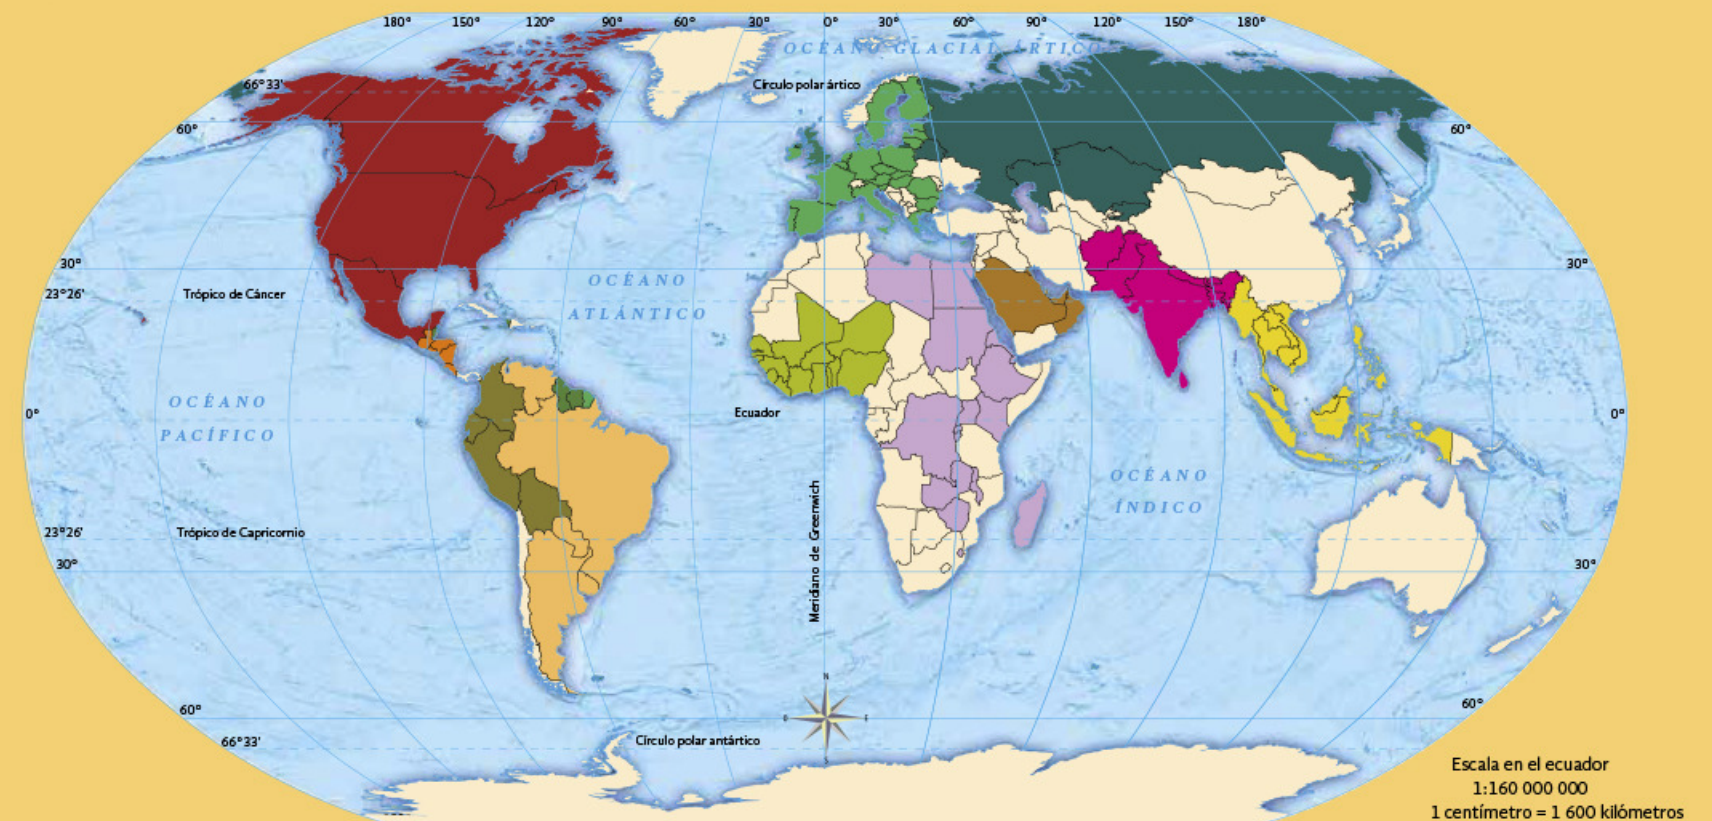 180° 150° 120° 90° 60° 30° 0° 30° 60° 90° 120° 150° 180°
OCÉANO GLACIAL ÁRTICO
66°33'
Círculo polar ártico
60°
60°
30°
30°
23°26'
Trópico de Cáncer
OCÉANO
ATLÁNTICO
OCÉANO
PACÍFICO
0°
Ecuador
0°
OCÉANO
ÍNDICO
Meridiano de Greenwich
23°26'
Trópico de Capricornio
30°
30°
N
O
E
S
60°
60°
66°33'
Círculo polar antártico
Escala en el ecuador
1:160 000 000
1 centímetro = 1 600 kilómetros